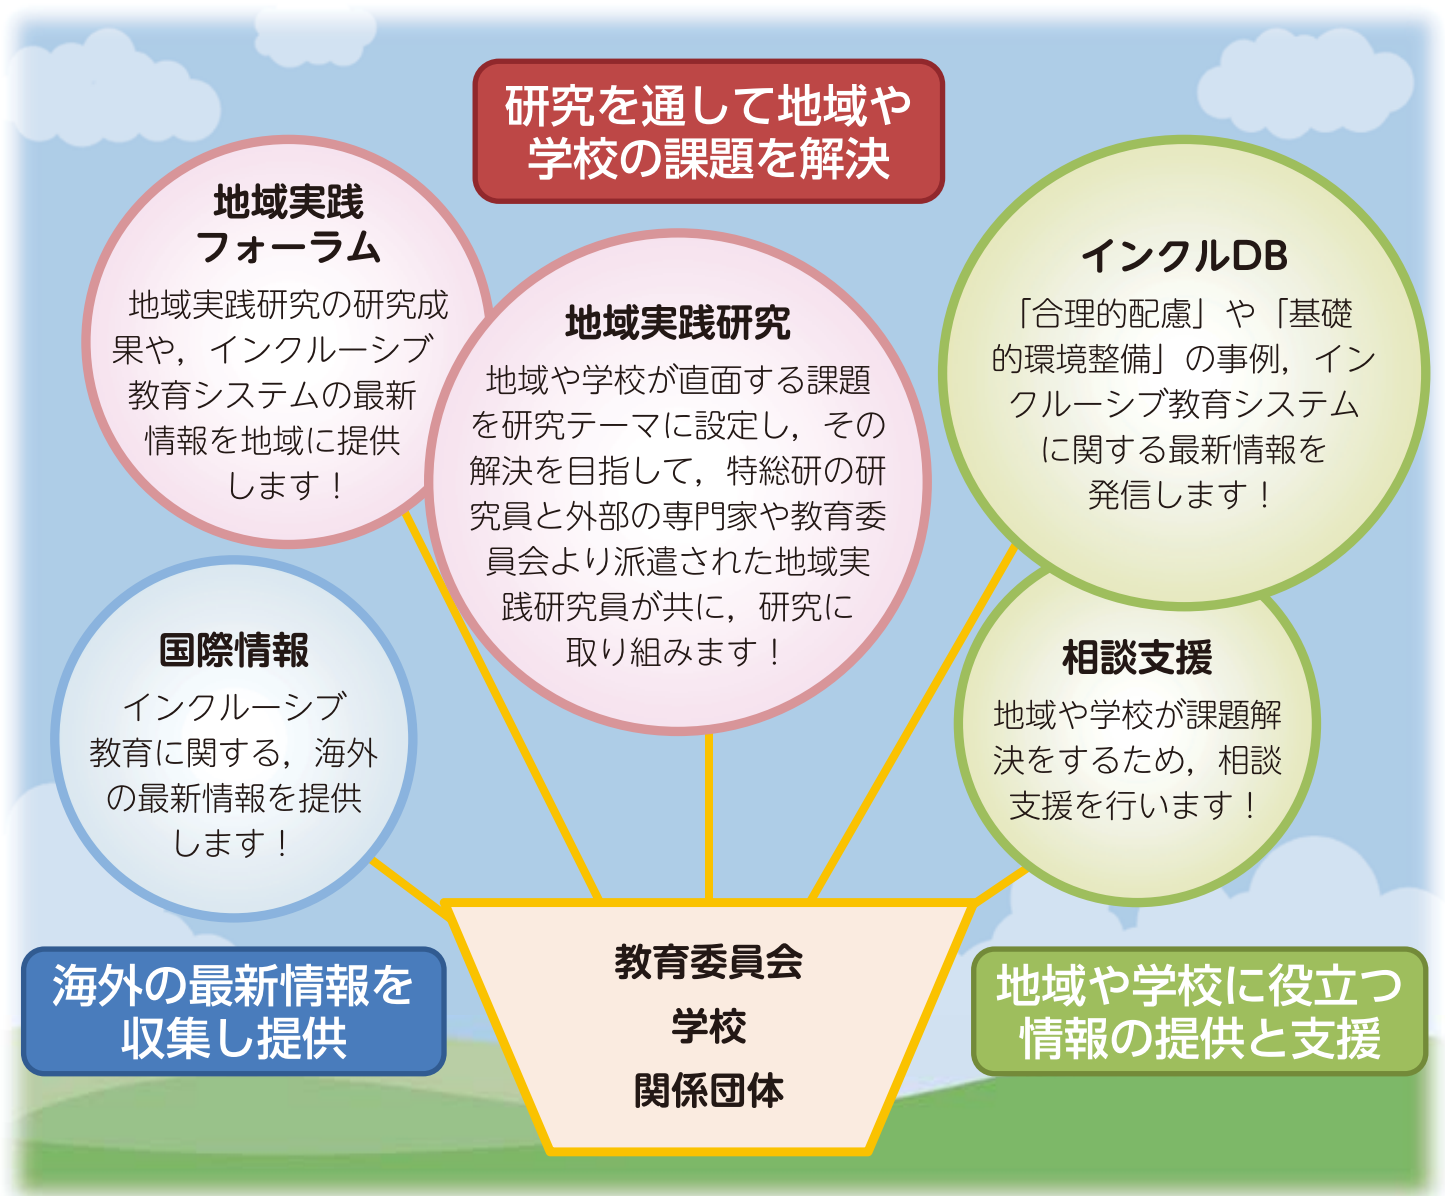 研究を通して地域や
学校の課題を解決
地域実践
フォーラム
地域実践研究の研究成
果や，インクルーシブ
教育システムの最新
情報を地域に提供
します！
地域実践研究
地域や学校が直面する課題
を研究テーマに設定し，その
解決を目指して，特総研の研
究員と外部の専門家や教育委
員会より派遣された地域実
践研究員が共に，研究に
取り組みます！
インクルDB
「合理的配慮」や「基礎
的環境整備」の事例，イン
クルーシブ教育システム
に関する最新情報を
発信します！
国際情報
インクルーシブ
教育に関する，海外
の最新情報を提供
します！
相談支援
地域や学校が課題解
決をするため，相談
支援を行います！
海外の最新情報を
収集し提供
教育委員会
学校
関係団体
地域や学校に役立つ
情報の提供と支援